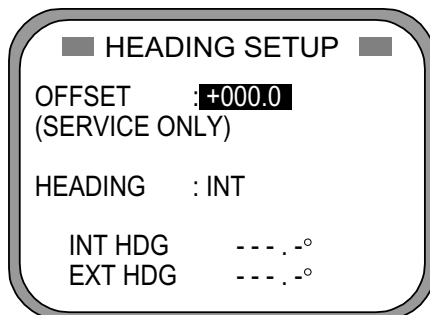 HEADING SETUP
OFFSET : +000.0
(SERVICE ONLY)
HEADING : INT
INT HDG - - - . -°
EXT HDG - - - . -°